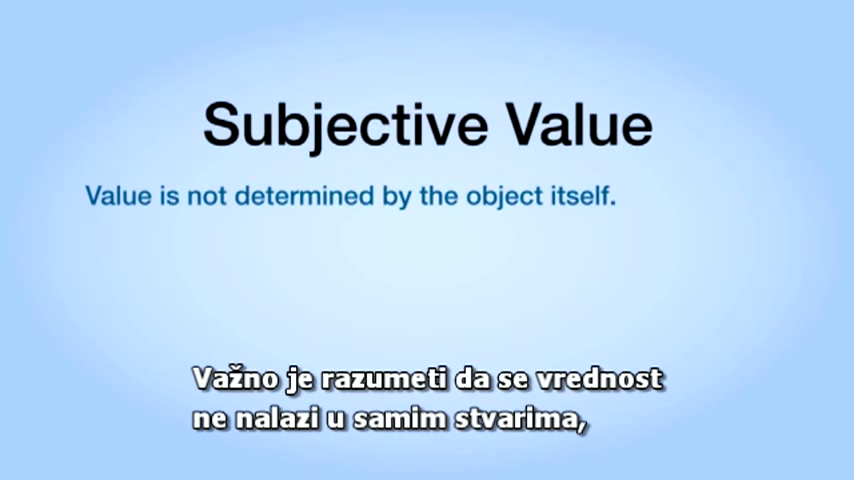 Subjective Value
Value is not determined by the object itself.
Važno je razumeti da se vrednost
ne nalazi u samim stvarima,